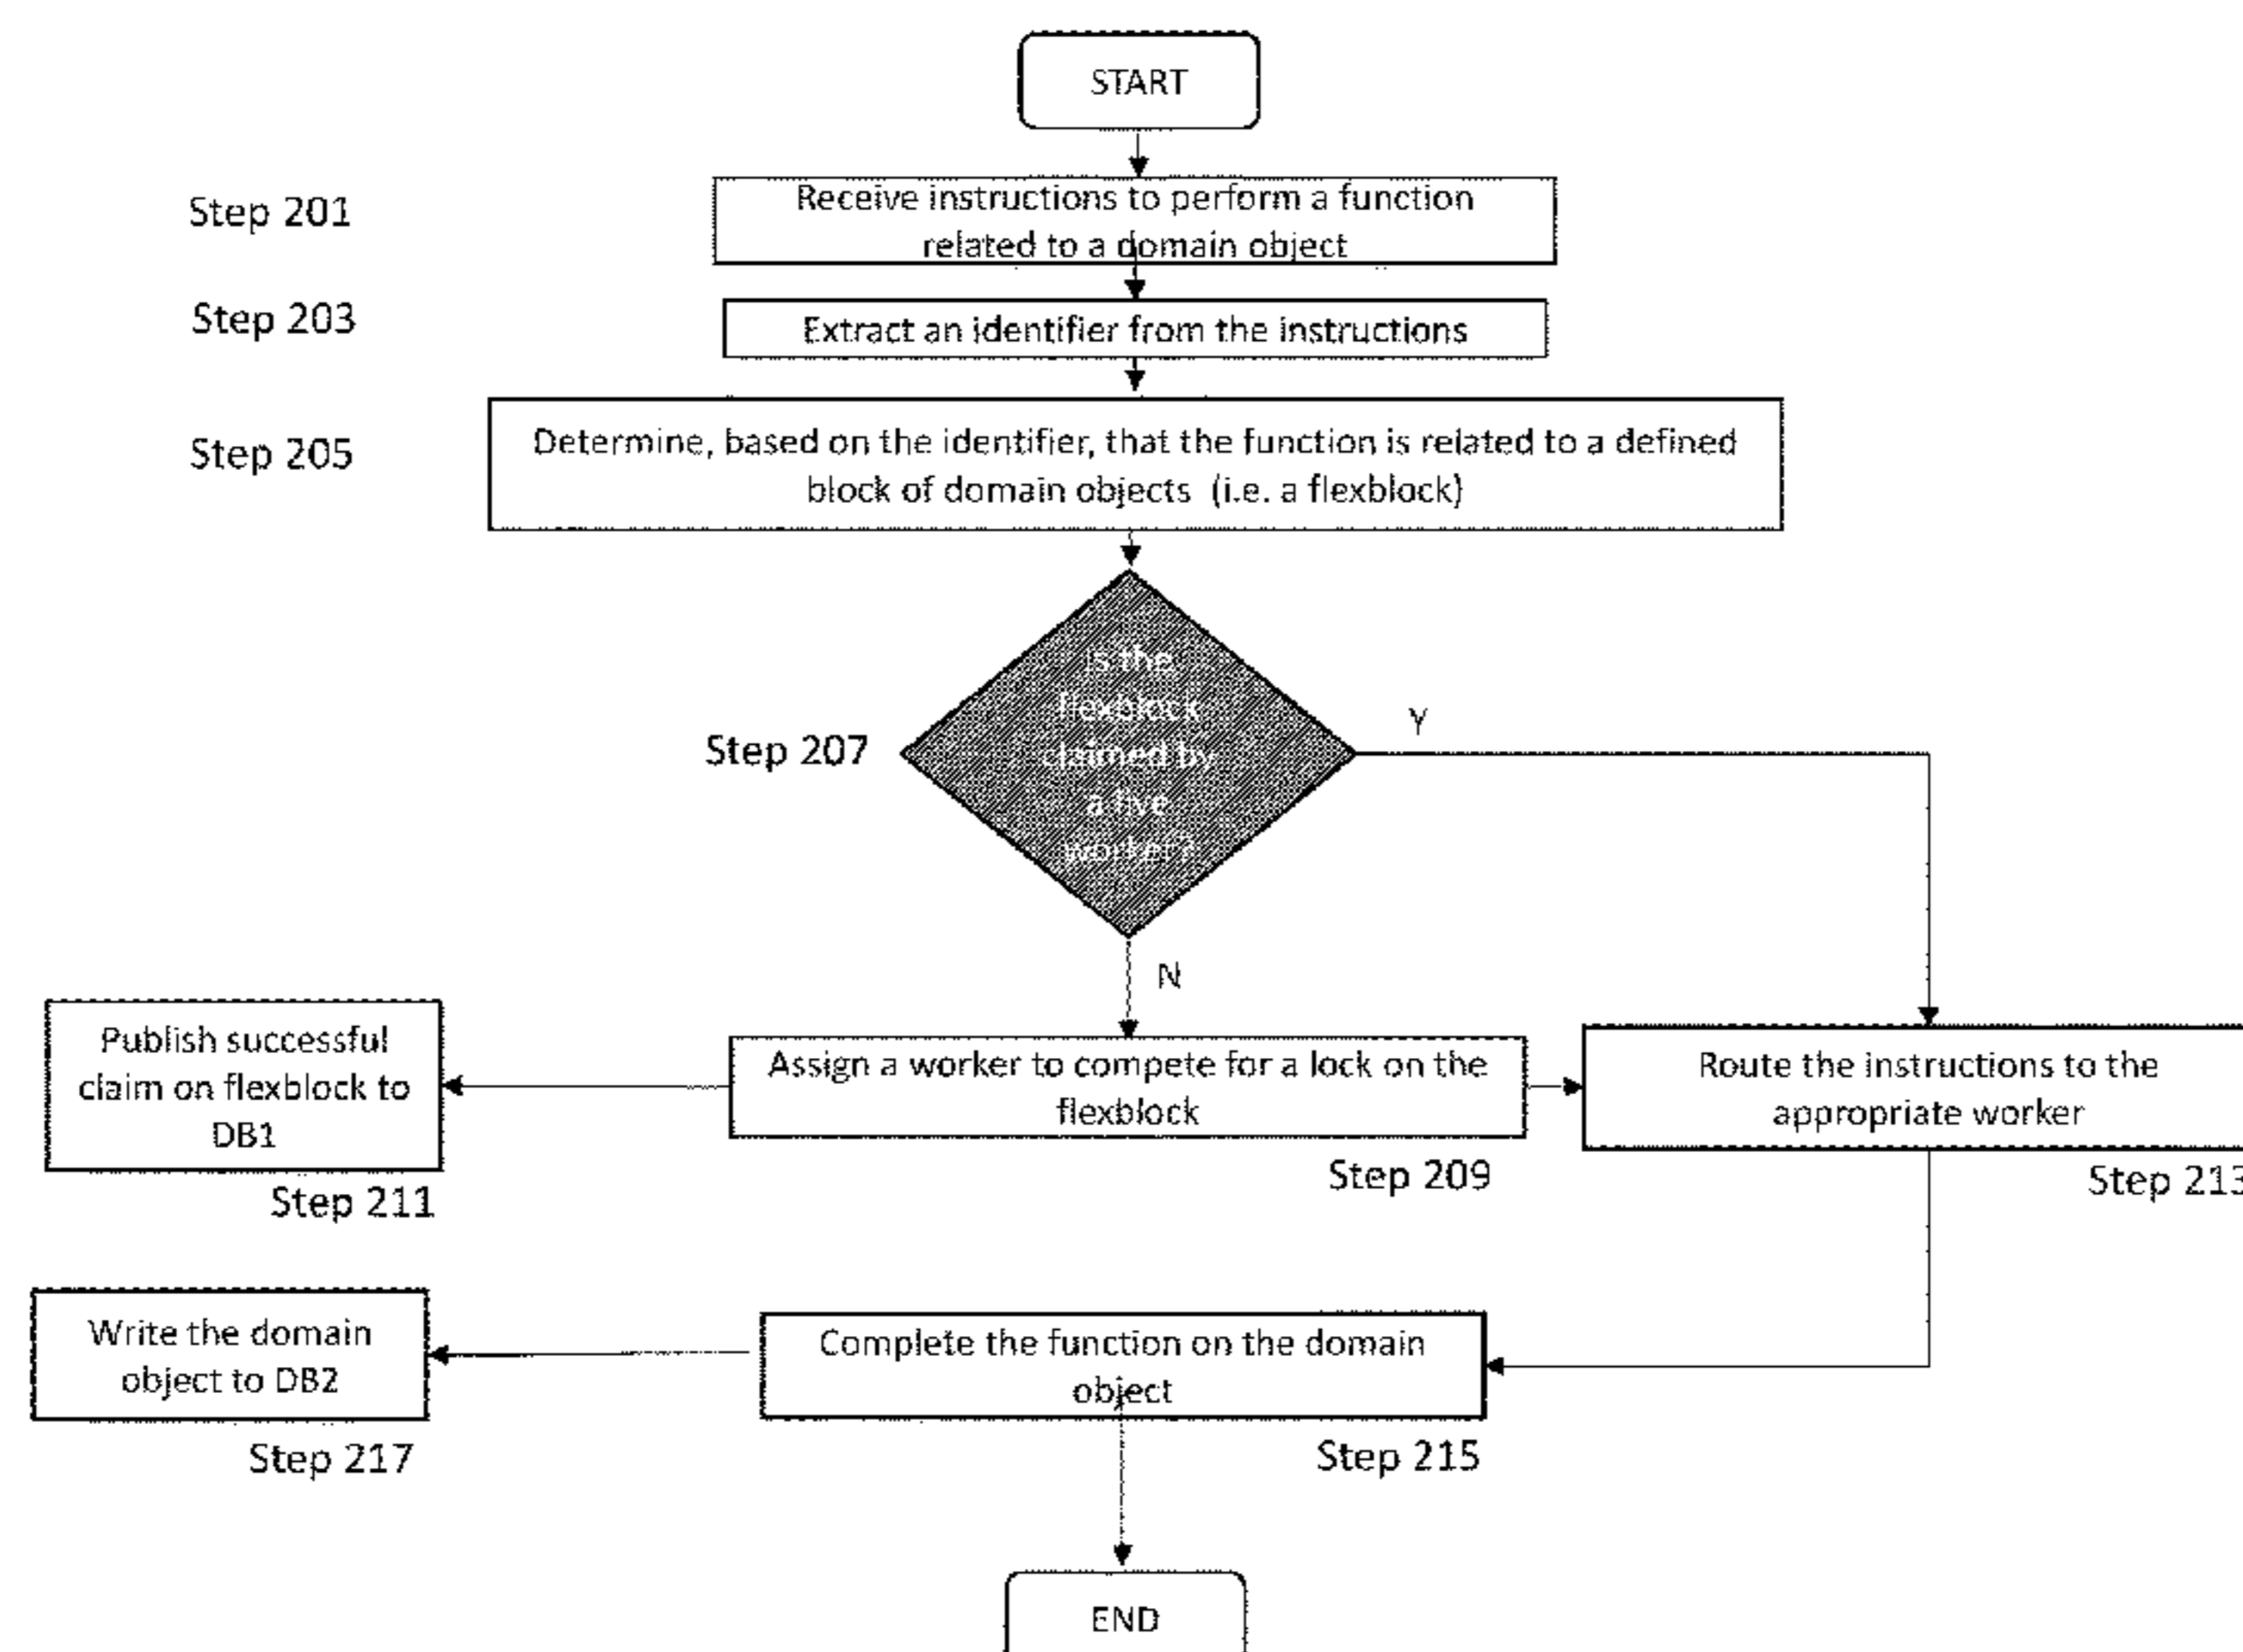 START
Step 201
Receive instructions to perform a function
related to a domain object
Step 203
Extract an identifier from the instructions
Step 205
Determine, based on the identifier, that the function is related to a defined
block of domain objects (i.e. a flexblock)
Step 207
Is the
flexblock
claimed by
a live
worker?
Y
N
Publish successful
claim on flexblock to
DB1
Step 211
Assign a worker to compete for a lock on the
flexblock
Step 209
Route the instructions to the
appropriate worker
Step 213
Write the domain
object to DB2
Step 217
Complete the function on the domain
object
Step 215
END